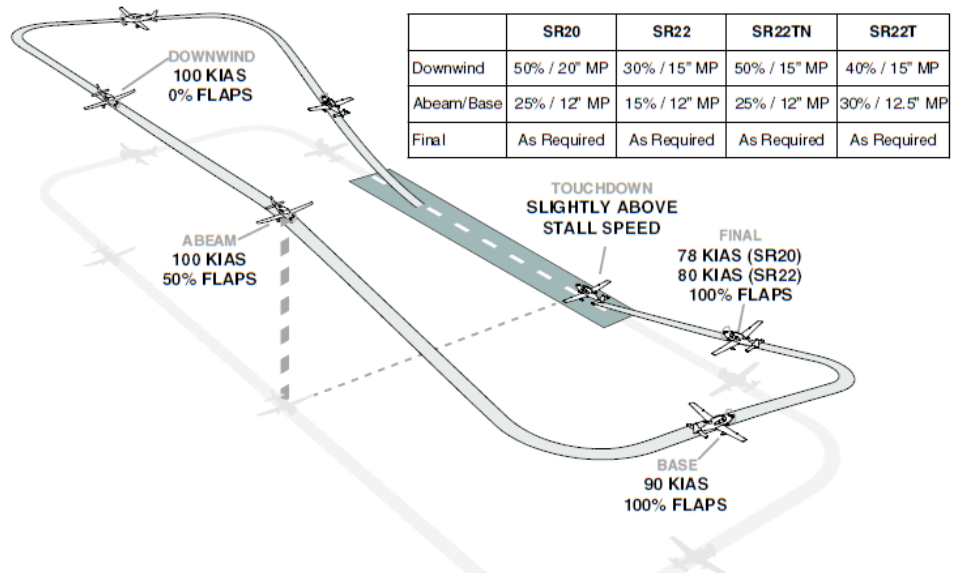 SR20 SR22 SR22TN SR22T
Downwind 50% / 20" MP 30% / 15" MP 50% / 15" MP 40% / 15" MP
Abeam/Base 25% / 12" MP 15% / 12" MP 25% / 12" MP 30% / 12.5" MP
Final As Required As Required As Required As Required
DOWNWIND
100 KIAS
0% FLAPS
TOUCHDOWN
SLIGHTLY ABOVE
STALL SPEED
ABEAM
100 KIAS
50% FLAPS
FINAL
78 KIAS (SR20)
80 KIAS (SR22)
100% FLAPS
BASE
90 KIAS
100% FLAPS